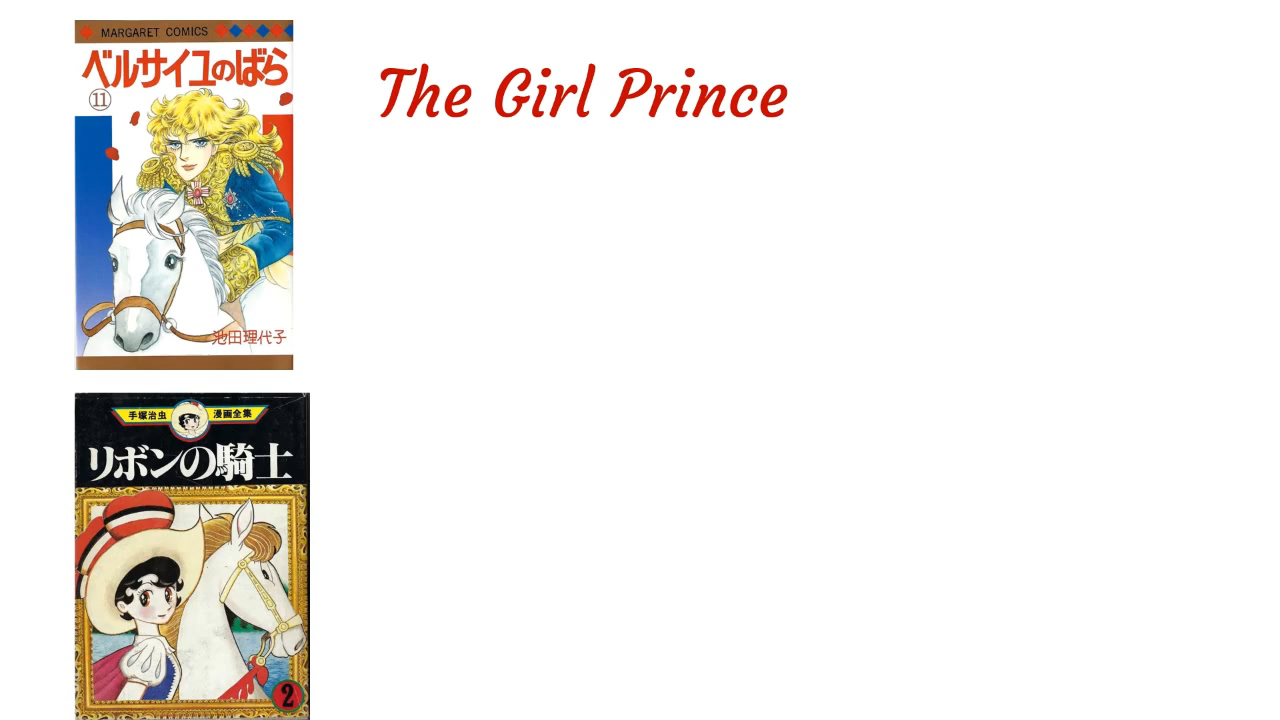 MARGARET COMICS
ベルサイユのばら
⑪
池田理代子
The Girl Prince
手塚治虫 漫画全集
リボンの騎士
2